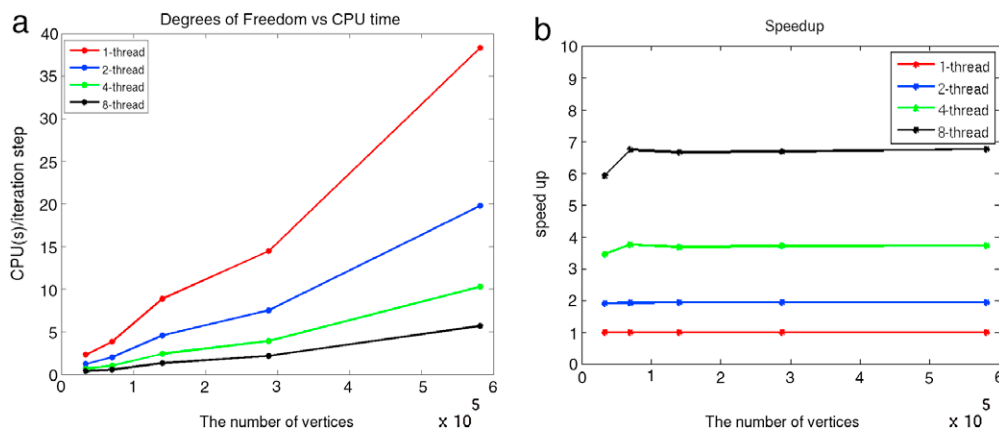 a
Degrees of Freedom vs CPU time
40
35
30
25
20
15
10
5
0
CPU(s)/iteration step
1-thread
2-thread
4-thread
8-thread
0 1 2 3 4 5 6
x 10^5
The number of vertices
b
Speedup
10
9
8
7
6
5
4
3
2
1
0
speed up
1-thread
2-thread
4-thread
8-thread
0 1 2 3 4 5 6
x 10^5
The number of vertices